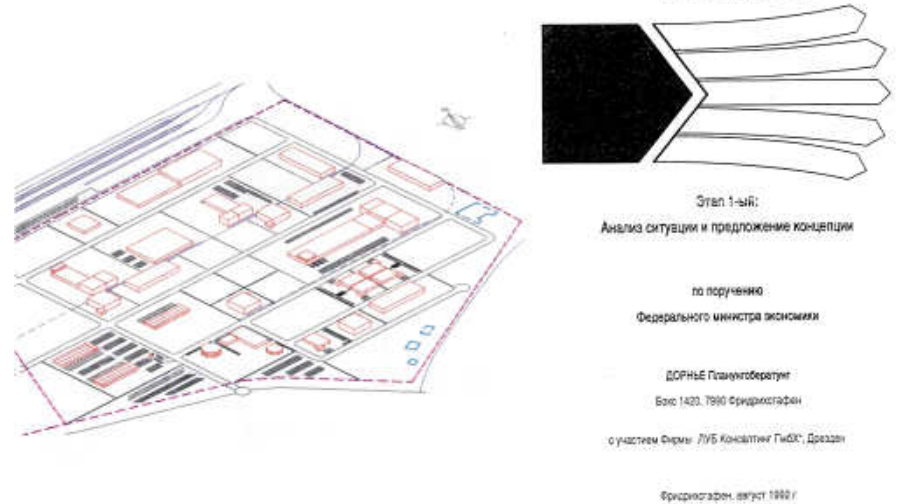 Этап 1-ый:
Анализ ситуации и предложение концепции
по поручению
Федерального министра экономики
ДОРНЬЕ Планунгсбератунг
Бокс 1420, 7990 Фридрихсгафен
с участием Фирмы ЛУБ Консалтинг ГмбХ", Дрезден
Фридрихсгафен, август 1992 г